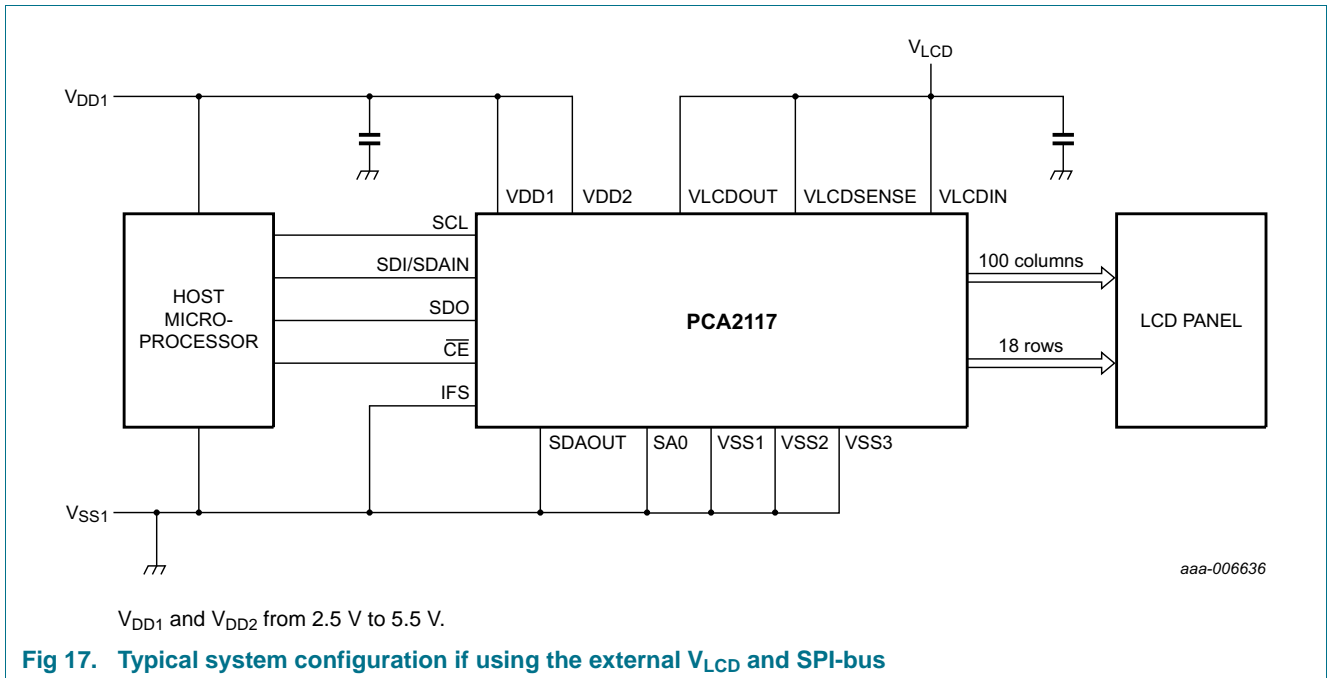 VLCD
VDD1
VDD1 VDD2 VLCDOUT VLCDSENSE VLCDIN
SCL
SDI/SDAIN
SDO
CE
IFS
HOST
MICRO-
PROCESSOR
PCA2117
100 columns
18 rows
LCD PANEL
SDAOUT SA0 VSS1 VSS2 VSS3
VSS1
aaa-006636
VDD1 and VDD2 from 2.5 V to 5.5 V.
Fig 17. Typical system configuration if using the external VLCD and SPI-bus